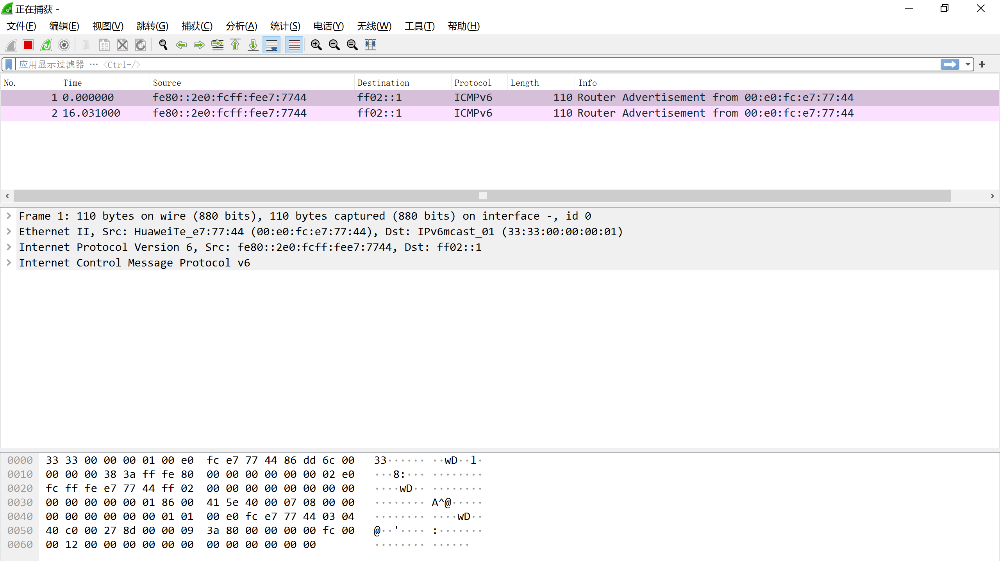 正在捕获 -
文件(F) 编辑(E) 视图(V) 跳转(G) 捕获(C) 分析(A) 统计(S) 电话(Y) 无线(W) 工具(T) 帮助(H)
应用显示过滤器 … <Ctrl-/>
No. Time Source Destination Protocol Length Info
1 0.000000 fe80::2e0:fcff:fee7:7744 ff02::1 ICMPv6 110 Router Advertisement from 00:e0:fc:e7:77:44
2 16.031000 fe80::2e0:fcff:fee7:7744 ff02::1 ICMPv6 110 Router Advertisement from 00:e0:fc:e7:77:44
Frame 1: 110 bytes on wire (880 bits), 110 bytes captured (880 bits) on interface -, id 0
Ethernet II, Src: HuaweiTe_e7:77:44 (00:e0:fc:e7:77:44), Dst: IPv6mcast_01 (33:33:00:00:00:01)
Internet Protocol Version 6, Src: fe80::2e0:fcff:fee7:7744, Dst: ff02::1
Internet Control Message Protocol v6
0000 33 33 00 00 00 01 00 e0 fc e7 77 44 86 dd 6c 00 33······ ··wD··l·
0010 00 00 00 38 3a ff fe 80 00 00 00 00 00 00 02 e0 ···8:··· ········
0020 fc ff fe e7 77 44 ff 02 00 00 00 00 00 00 00 00 ····wD·· ········
0030 00 00 00 00 00 01 86 00 41 5e 40 00 07 08 00 00 ········ A^@·····
0040 00 00 00 00 00 00 01 01 00 e0 fc e7 77 44 03 04 ········ ····wD··
0050 40 c0 00 27 8d 00 00 09 3a 80 00 00 00 00 fc 00 @··'···· :·······
0060 00 12 00 00 00 00 00 00 00 00 00 00 00 00 ········ ······